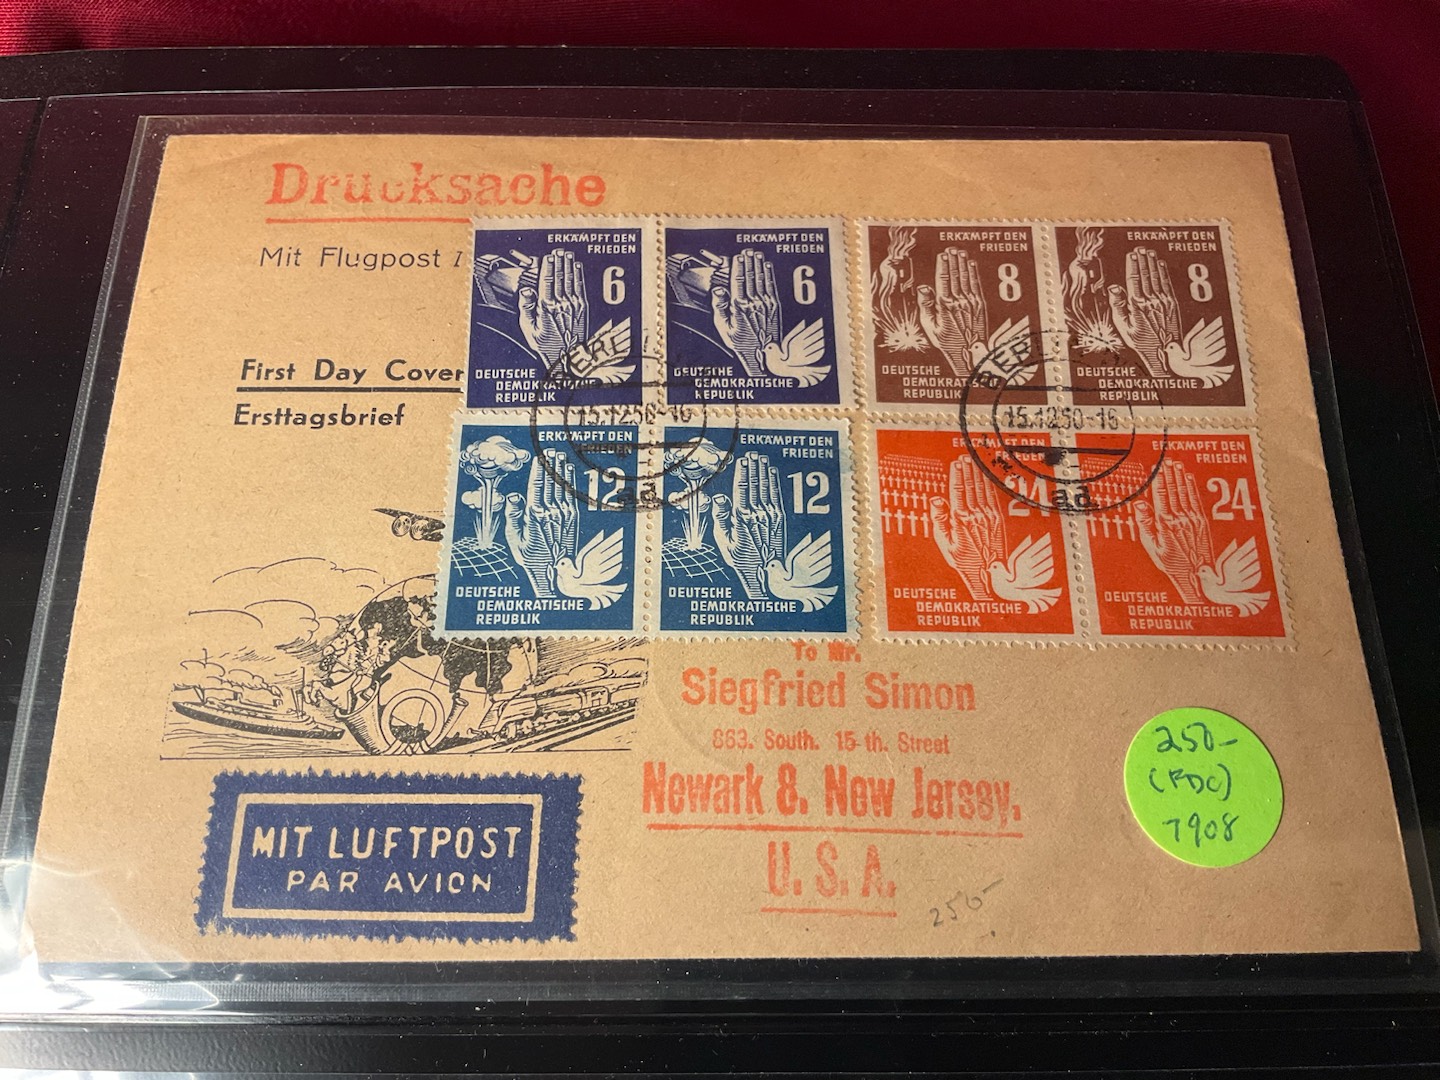 Drucksache
Mit Flugpost
First Day Cover
Ersttagsbrief
ERKÄMPFT DEN
FRIEDEN
6
DEUTSCHE
DEMOKRATISCHE
REPUBLIK
ERKÄMPFT DEN
FRIEDEN
6
DEUTSCHE
DEMOKRATISCHE
REPUBLIK
ERKÄMPFT DEN
FRIEDEN
8
DEUTSCHE
DEMOKRATISCHE
REPUBLIK
ERKÄMPFT DEN
FRIEDEN
8
DEUTSCHE
DEMOKRATISCHE
REPUBLIK
15.12.50-16
ad
15.12.50-16
ad
ERKÄMPFT DEN
FRIEDEN
12
DEUTSCHE
DEMOKRATISCHE
REPUBLIK
ERKÄMPFT DEN
FRIEDEN
12
DEUTSCHE
DEMOKRATISCHE
REPUBLIK
ERKÄMPFT DEN
FRIEDEN
24
DEUTSCHE
DEMOKRATISCHE
REPUBLIK
ERKÄMPFT DEN
FRIEDEN
24
DEUTSCHE
DEMOKRATISCHE
REPUBLIK
To Mr.
Siegfried Simon
863. South. 15-th. Street
Newark 8. New Jersey.
U.S.A.
MIT LUFTPOST
PAR AVION
250-
(FDC)
7908
250-